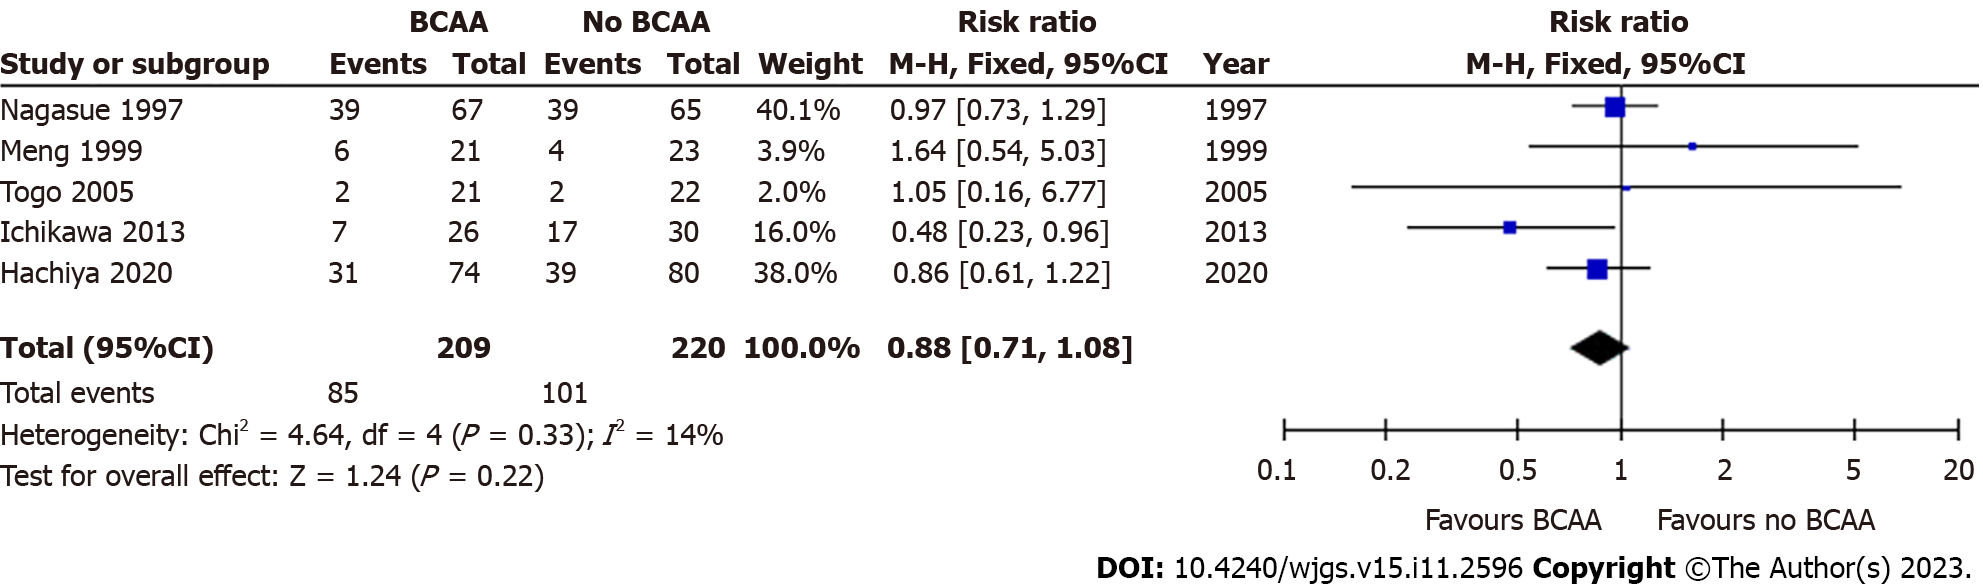 BCAA No BCAA Risk ratio Risk ratio
Study or subgroup Events Total Events Total Weight M-H, Fixed, 95%CI Year M-H, Fixed, 95%CI
Nagasue 1997 39 67 39 65 40.1% 0.97 [0.73, 1.29] 1997
Meng 1999 6 21 4 23 3.9% 1.64 [0.54, 5.03] 1999
Togo 2005 2 21 2 22 2.0% 1.05 [0.16, 6.77] 2005
Ichikawa 2013 7 26 17 30 16.0% 0.48 [0.23, 0.96] 2013
Hachiya 2020 31 74 39 80 38.0% 0.86 [0.61, 1.22] 2020
Total (95%CI) 209 220 100.0% 0.88 [0.71, 1.08]
Total events 85 101
Heterogeneity: Chi² = 4.64, df = 4 (P = 0.33); I² = 14%
Test for overall effect: Z = 1.24 (P = 0.22)
0.1 0.2 0.5 1 2 5 20
Favours BCAA Favours no BCAA
DOI: 10.4240/wjgs.v15.i11.2596 Copyright ©The Author(s) 2023.